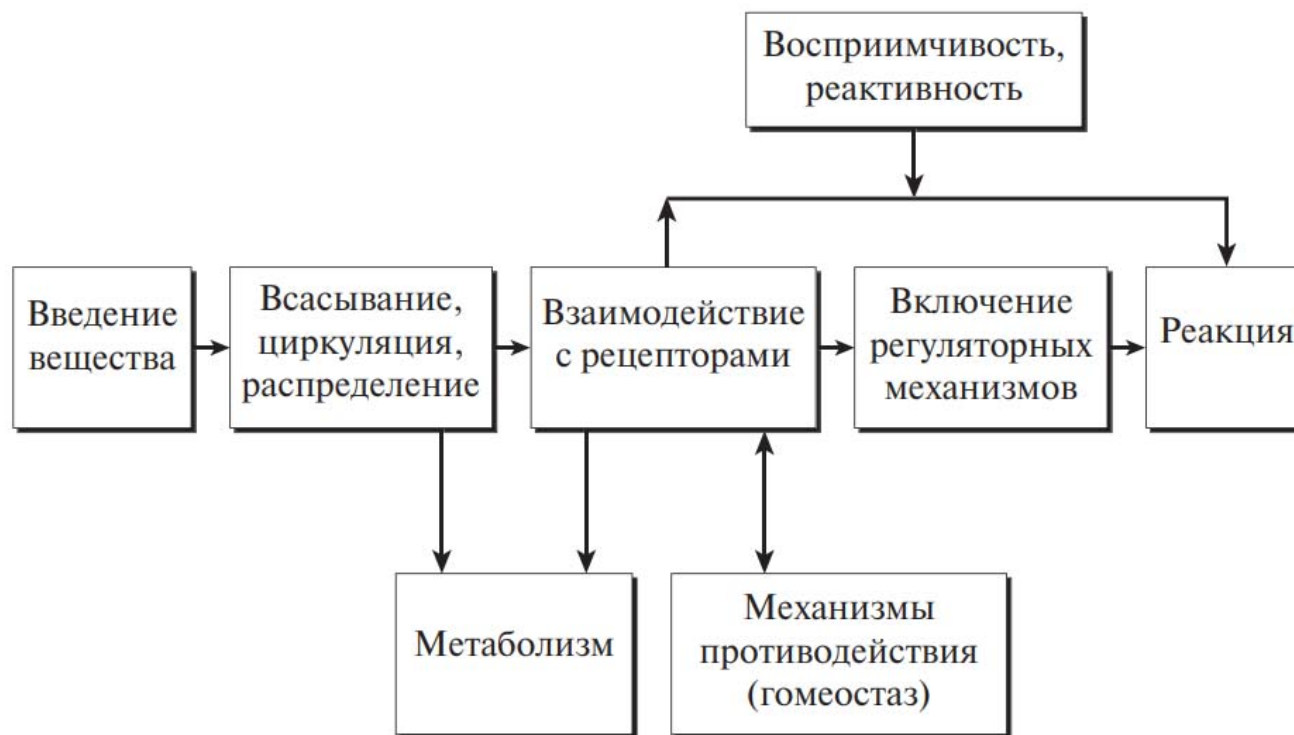 Восприимчивость,
реактивность
Введение
вещества
Всасывание,
циркуляция,
распределение
Взаимодействие
с рецепторами
Включение
регуляторных
механизмов
Реакция
Метаболизм
Механизмы
противодействия
(гомеостаз)